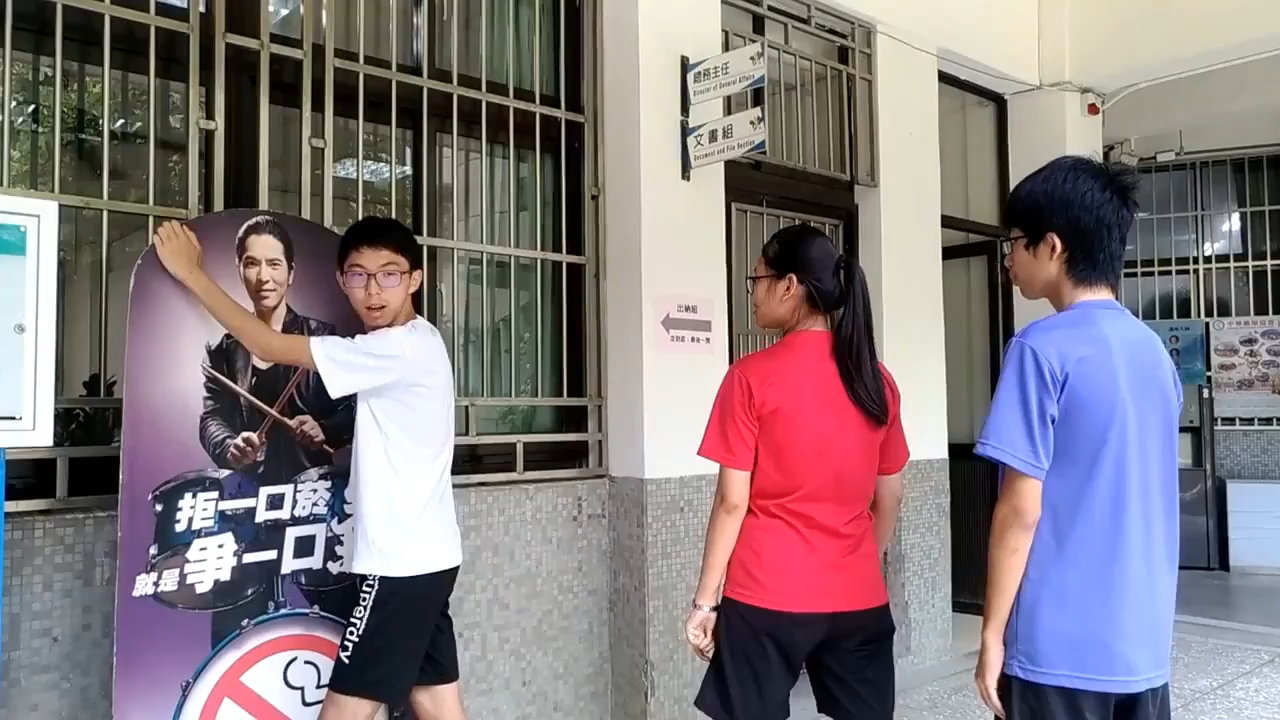 總務主任
Director of General Affairs
文書組
Document and File Section
出納組
拒一口菸
就是爭一口
superdry